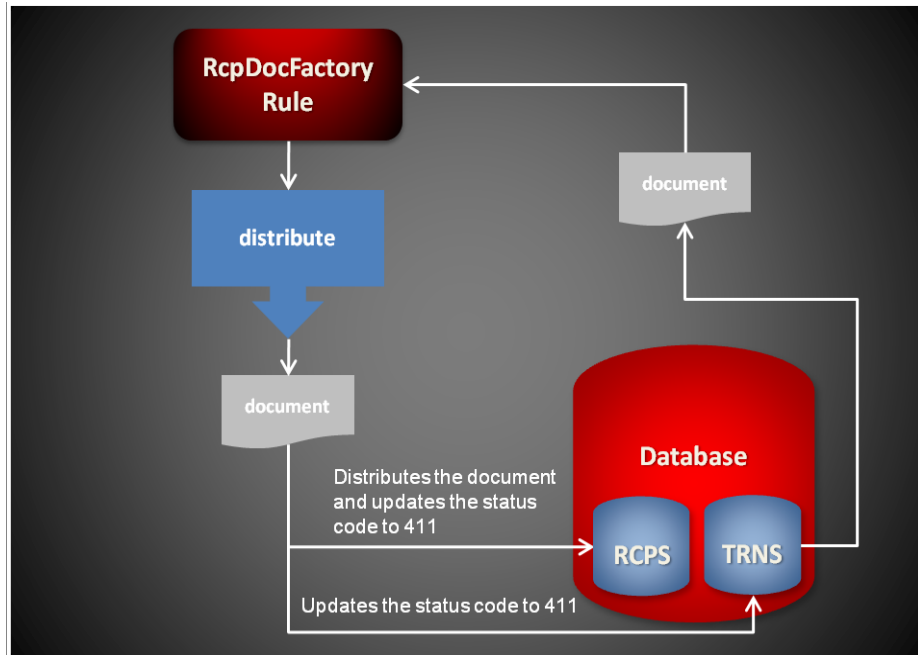 RcpDocFactory
Rule
document
distribute
document
Database
Distributes the document
and updates the status
code to 411
RCPS
TRNS
Updates the status code to 411